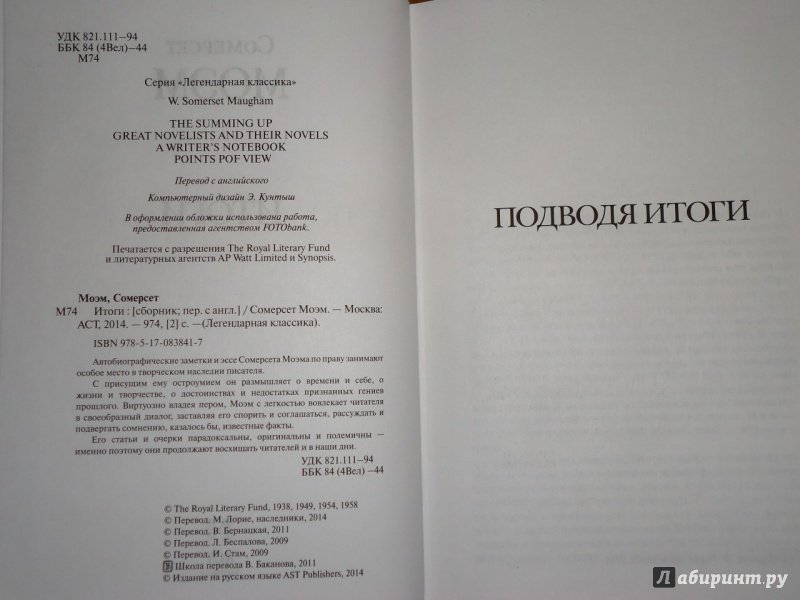 УДК 821.111–94
ББК 84 (4Вел)–44
М74
Серия «Легендарная классика»
W. Somerset Maugham
THE SUMMING UP
GREAT NOVELISTS AND THEIR NOVELS
A WRITER'S NOTEBOOK
POINTS POF VIEW
Перевод с английского
Компьютерный дизайн Э. Кунтыш
В оформлении обложки использована работа,
предоставленная агентством FOTObank.
Печатается с разрешения The Royal Literary Fund
и литературных агентств AP Watt Limited и Synopsis.
Моэм, Сомерсет
М74 Итоги : [сборник; пер. с англ.] / Сомерсет Моэм. — Москва:
АСТ, 2014. — 974, [2] с. —(Легендарная классика).
ISBN 978-5-17-083841-7
Автобиографические заметки и эссе Сомерсета Моэма по праву занимают
особое место в творческом наследии писателя.
С присущим ему остроумием он размышляет о времени и себе, о
жизни и творчестве, о достоинствах и недостатках признанных гениев
прошлого. Виртуозно владея пером, Моэм с легкостью вовлекает читателя
в своеобразный диалог, заставляя его спорить и соглашаться, рассуждать и
подвергать сомнению, казалось бы, известные факты.
Его статьи и очерки парадоксальны, оригинальны и полемичны —
именно поэтому они продолжают восхищать читателей и в наши дни.
УДК 821.111–94
ББК 84 (4Вел) –44
© The Royal Literary Fund, 1938, 1949, 1954, 1958
© Перевод. М. Лорие, наследники, 2014
© Перевод. В. Бернацкая, 2011
© Перевод. Л. Беспалова, 2009
© Перевод. И. Стам, 2009
Школа перевода В. Баканова, 2011
© Издание на русском языке AST Publishers, 2014
ПОДВОДЯ ИТОГИ
Лабиринт.ру